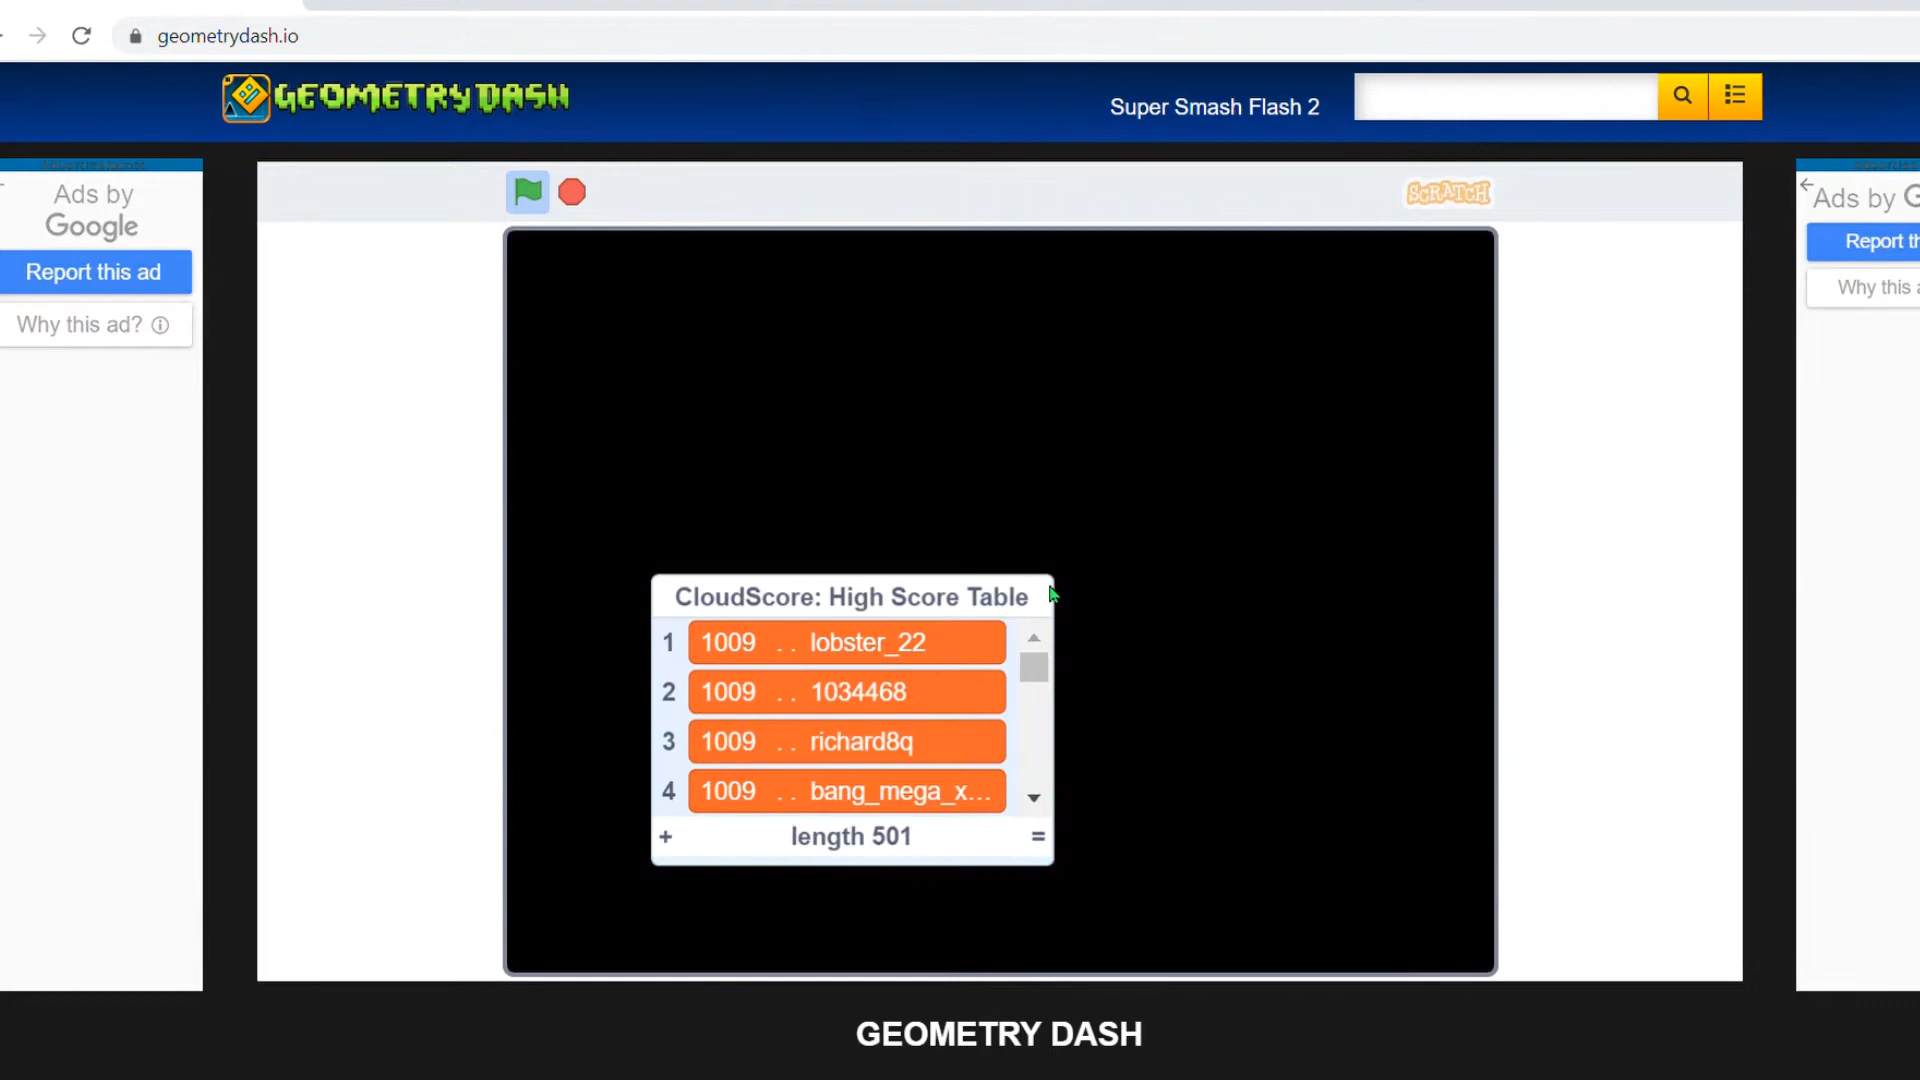 geometrydash.io
GEOMETRY DASH
Super Smash Flash 2
Ads by
Google
Report this ad
Why this ad?
SCRATCH
Ads by G
Report th
Why this a
CloudScore: High Score Table
1 1009 .. lobster_22
2 1009 .. 1034468
3 1009 .. richard8q
4 1009 .. bang_mega_x...
+ length 501 =
GEOMETRY DASH